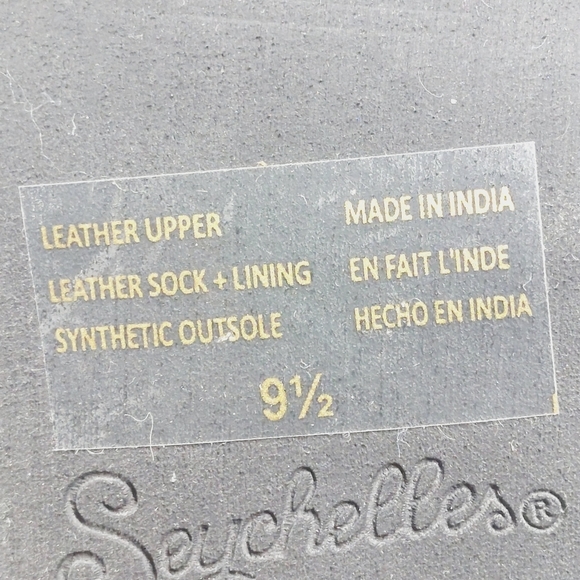 LEATHER UPPER
LEATHER SOCK + LINING
SYNTHETIC OUTSOLE
MADE IN INDIA
EN FAIT L'INDE
HECHO EN INDIA
9½
Seychelles®